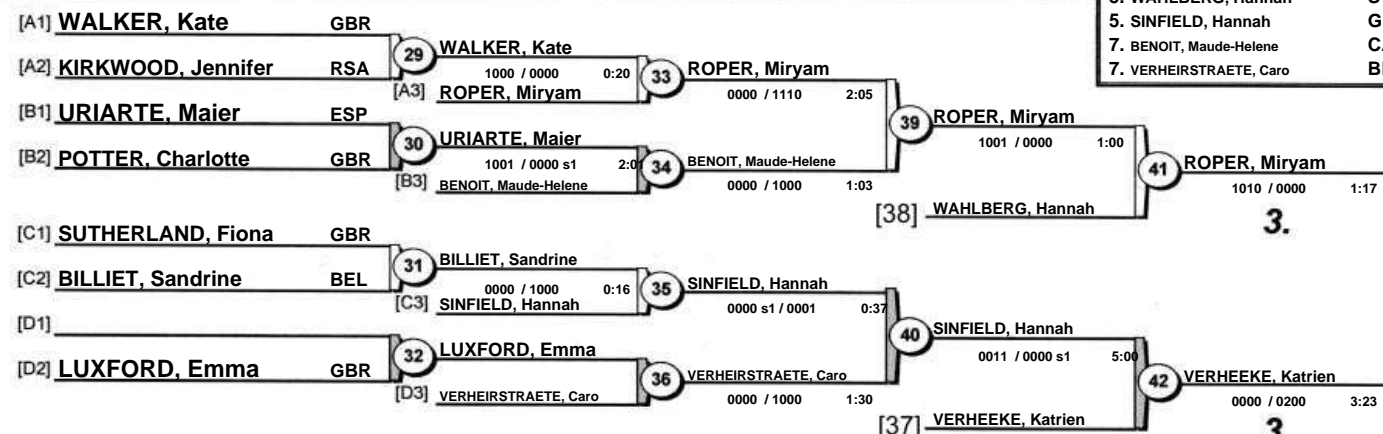 [A1] WALKER, Kate GBR
[A2] KIRKWOOD, Jennifer RSA
29
WALKER, Kate
1000 / 0000 0:20
[A3] ROPER, Miryam
33
ROPER, Miryam
0000 / 1110 2:05
[B1] URIARTE, Maier ESP
[B2] POTTER, Charlotte GBR
30
URIARTE, Maier
1001 / 0000 s1
[B3] BENOIT, Maude-Helene
34
BENOIT, Maude-Helene
0000 / 1000 1:03
39
ROPER, Miryam
1001 / 0000 1:00
[38] WAHLBERG, Hannah
41
ROPER, Miryam
1010 / 0000 1:17
3.
[C1] SUTHERLAND, Fiona GBR
[C2] BILLIET, Sandrine BEL
31
BILLIET, Sandrine
0000 / 1000 0:16
[C3] SINFIELD, Hannah
35
SINFIELD, Hannah
0000 s1 / 0001 0:37
[D1]
[D2] LUXFORD, Emma GBR
32
LUXFORD, Emma
[D3] VERHEIRSTRAETE, Caro
36
VERHEIRSTRAETE, Caro
0000 / 1000 1:30
40
SINFIELD, Hannah
0011 / 0000 s1 5:00
[37] VERHEEKE, Katrien
42
VERHEEKE, Katrien
0000 / 0200 3:23
3.
WAHLBERG, Hannah
5. SINFIELD, Hannah G
7. BENOIT, Maude-Helene
7. VERHEIRSTRAETE, Caro